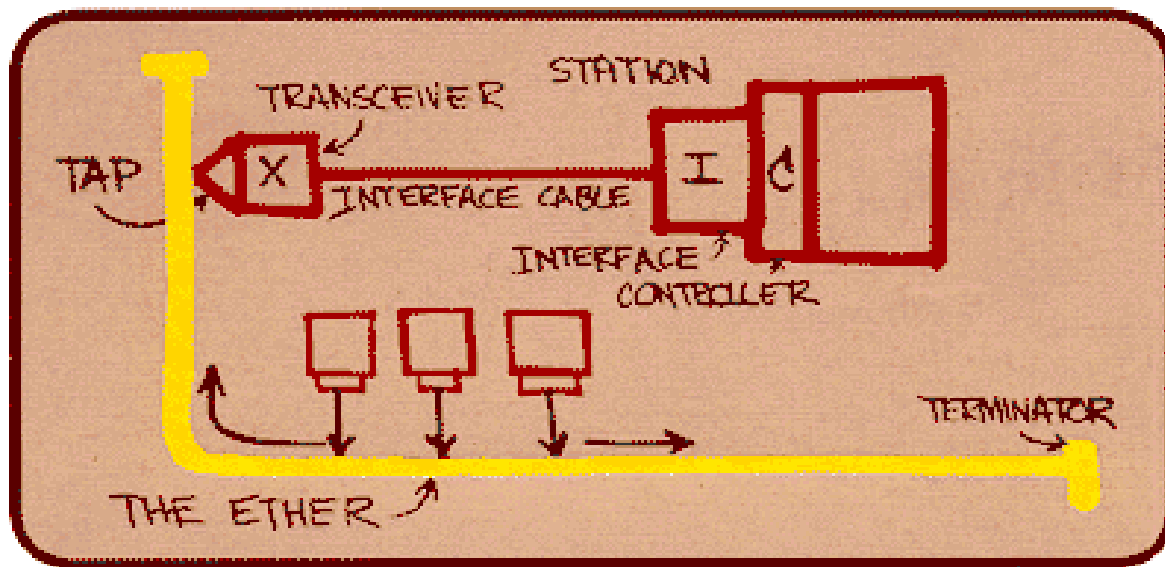 STATION
TRANSCEIVER
TAP
X
I
C
INTERFACE CABLE
INTERFACE
CONTROLLER
TERMINATOR
THE ETHER